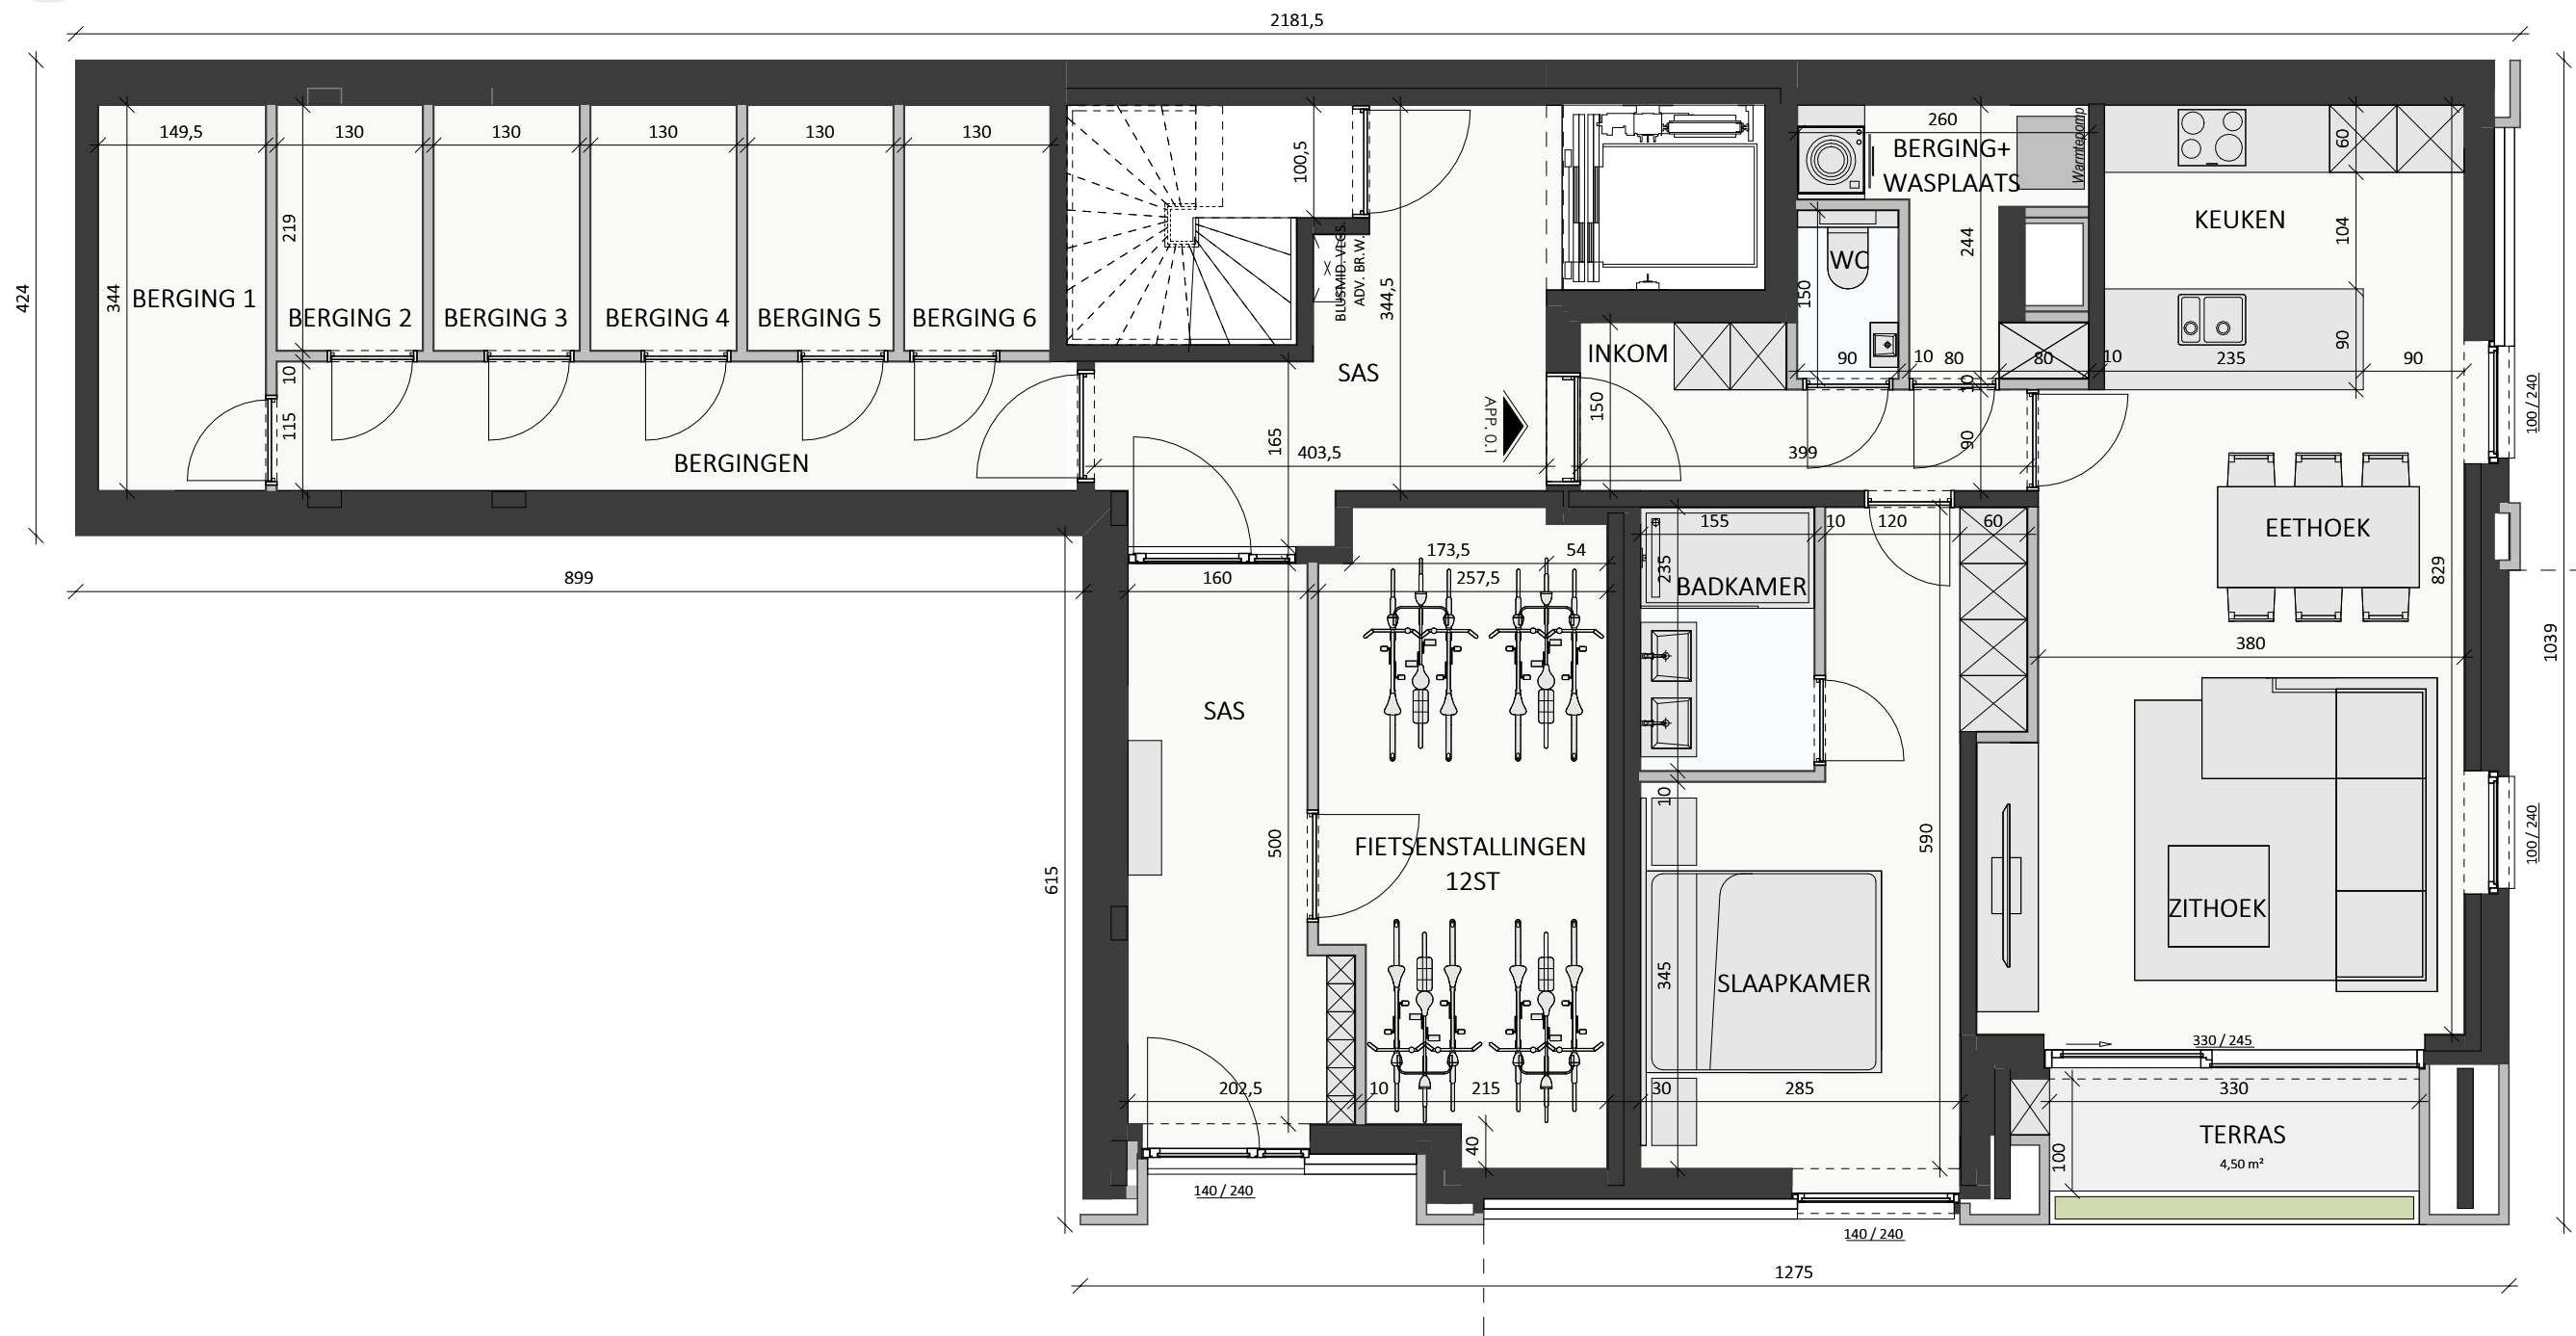 2181,5
424
149,5
130
130
130
130
130
219
344
BERGING 1
BERGING 2
BERGING 3
BERGING 4
BERGING 5
BERGING 6
10
115
BERGINGEN
100,5
BLUSMID. VLGS.
ADV. BR.W.
344,5
SAS
165
403,5
APP. 0.1
INKOM
150
399
260
BERGING+
WASPLAATS
Warmtepomp
WC
150
244
90
10
80
10
80
10
90
KEUKEN
60
104
90
235
90
100 / 240
EETHOEK
829
380
1039
899
160
173,5
54
257,5
SAS
615
500
FIETSENSTALLINGEN
12ST
202,5
10
215
40
140 / 240
155
10
120
60
235
BADKAMER
10
590
345
SLAAPKAMER
30
285
140 / 240
ZITHOEK
100 / 240
330 / 245
330
TERRAS
4,50 m²
100
1275